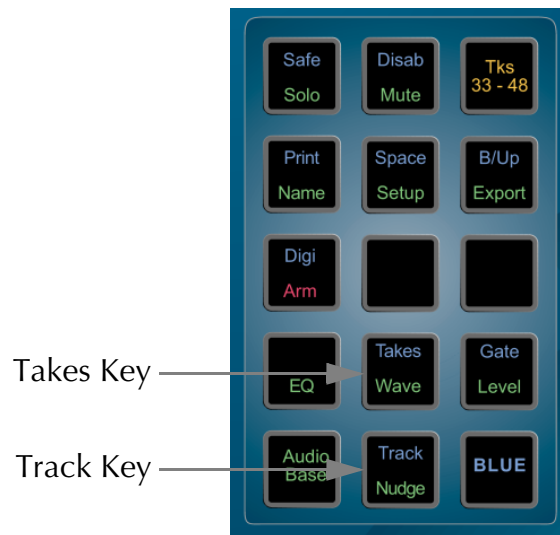 Safe
Solo
Disab
Mute
Tks
33 - 48
Print
Name
Space
Setup
B/Up
Export
Digi
Arm
Takes Key
EQ
Takes
Wave
Gate
Level
Track Key
Audio
Base
Track
Nudge
BLUE